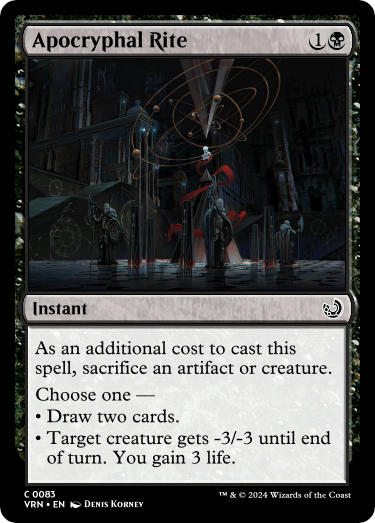 Apocryphal Rite 1
Instant
As an additional cost to cast this
spell, sacrifice an artifact or creature.
Choose one —
• Draw two cards.
• Target creature gets -3/-3 until end
of turn. You gain 3 life.
C 0083 ™ & © 2024 Wizards of the Coast
VRN • EN Denis Korney